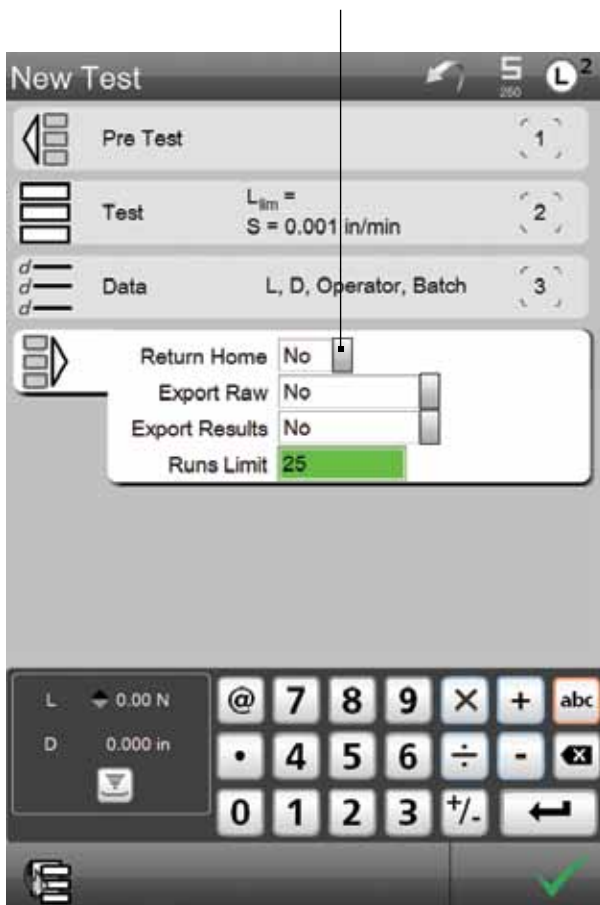 New Test
S
250
L 2
Pre Test 1
Test
Llim =
S = 0.001 in/min
2
d
d
d
Data L, D, Operator, Batch 3
Return Home No
Export Raw No
Export Results No
Runs Limit 25
L 0.00 N
D 0.000 in
@ 7 8 9 × + abc
• 4 5 6 ÷ -
0 1 2 3 +/-